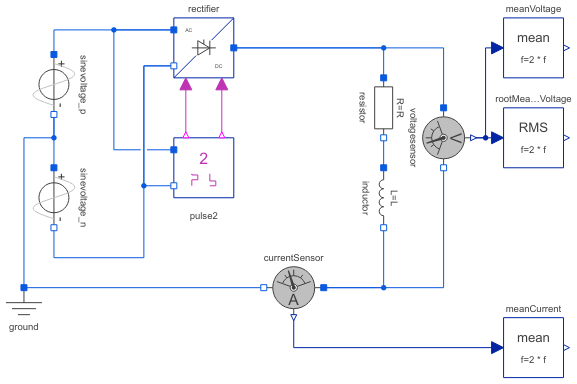 rectifier
meanVoltage
AC
DC
mean
f=2 * f
sinevoltage_p
+
-
resistor
R=R
voltagesensor
V
rootMea...Voltage
RMS
f=2 * f
2
pulse2
sinevoltage_n
+
-
inductor
L=L
currentSensor
A
ground
meanCurrent
mean
f=2 * f